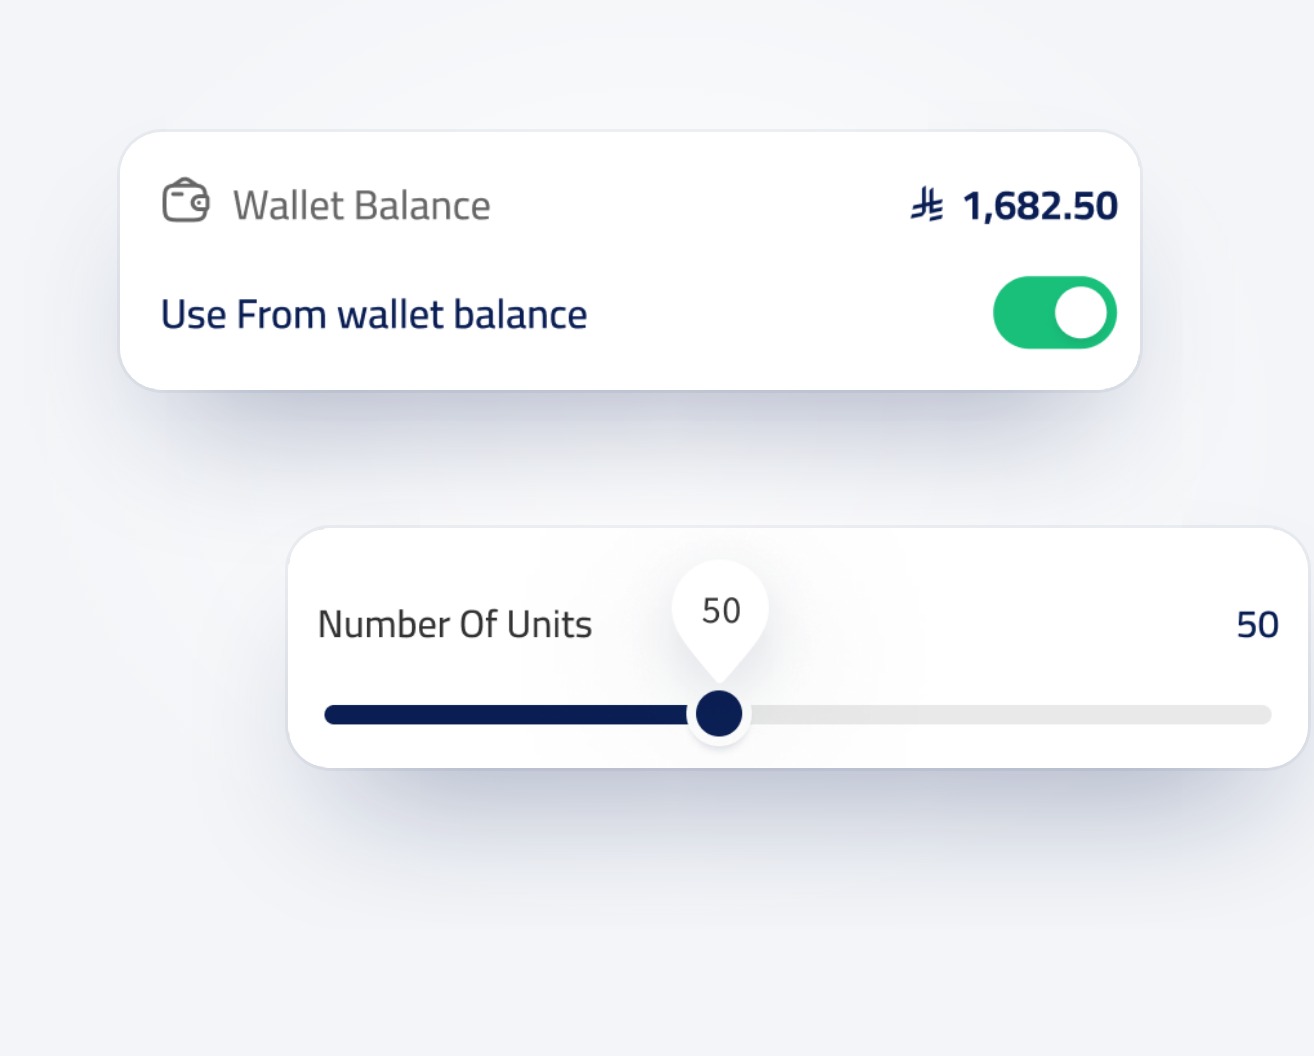 Wallet Balance
⃁ 1,682.50
Use From wallet balance
50
Number Of Units
50